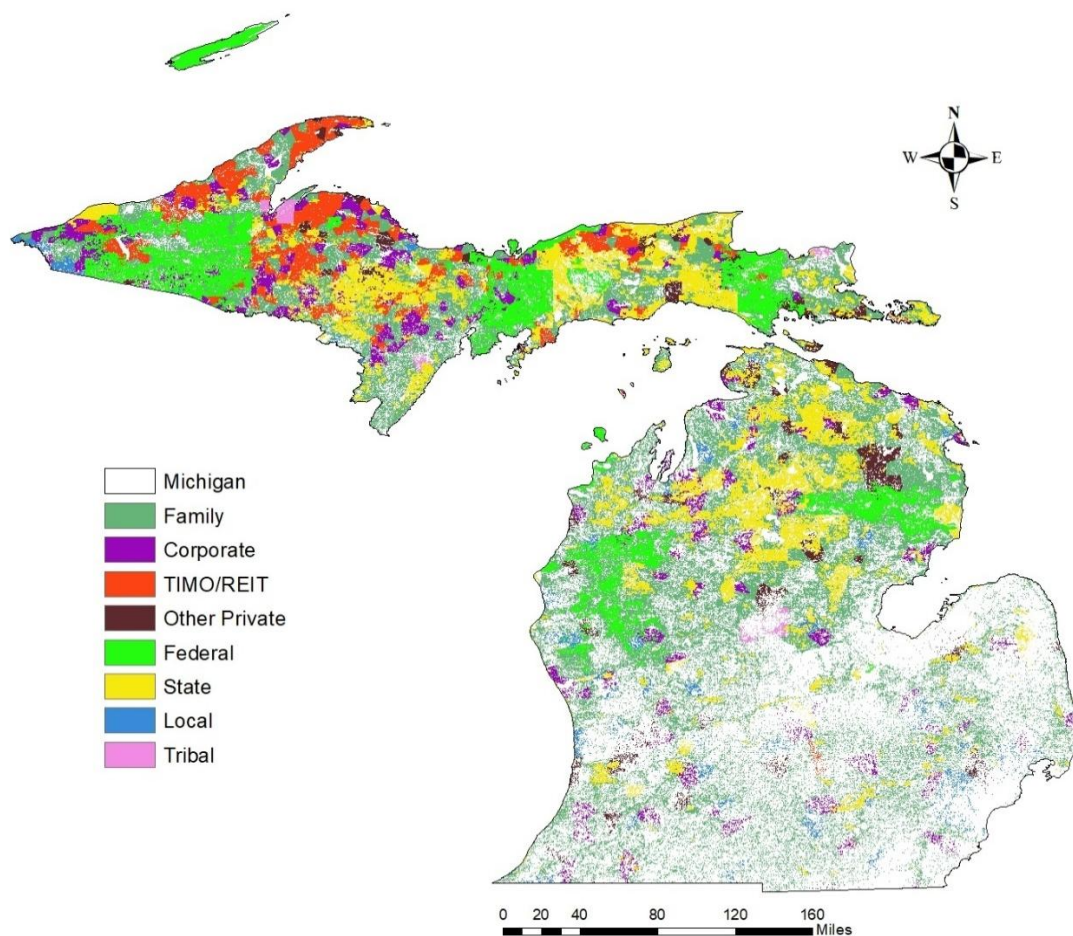 N
W E
S
Michigan
Family
Corporate
TIMO/REIT
Other Private
Federal
State
Local
Tribal
0 20 40 80 120 160
Miles